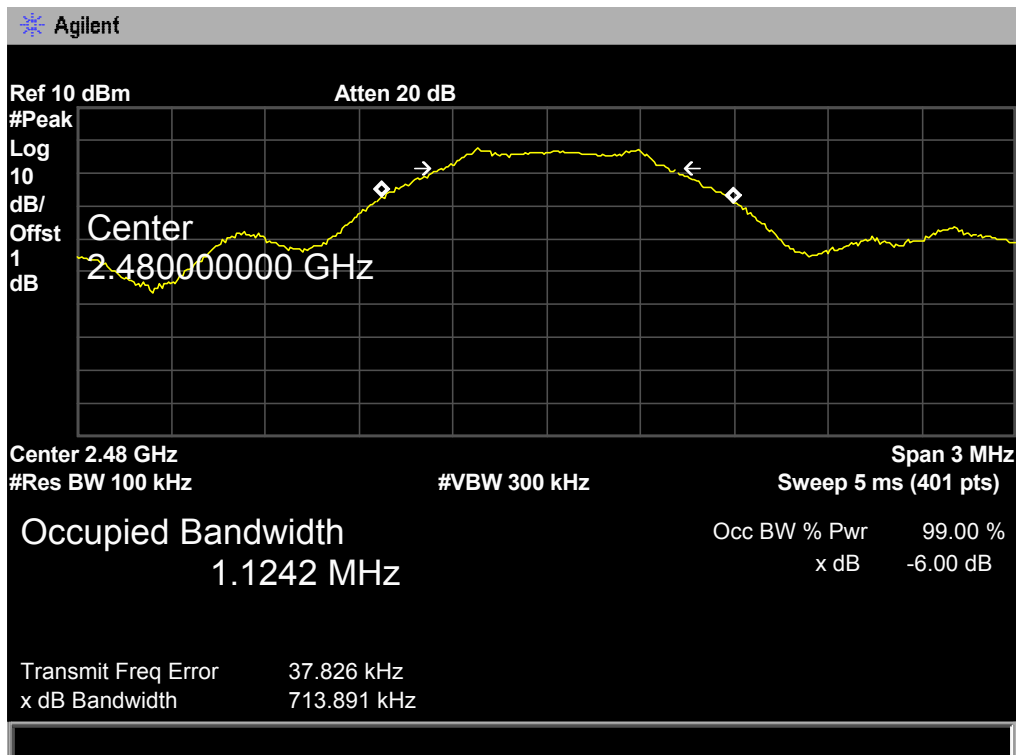 Agilent
Ref 10 dBm Atten 20 dB
#Peak
Log
10
dB/
Offst
1
dB
Center
2.480000000 GHz
Center 2.48 GHz Span 3 MHz
#Res BW 100 kHz #VBW 300 kHz Sweep 5 ms (401 pts)
Occupied Bandwidth Occ BW % Pwr 99.00 %
1.1242 MHz x dB -6.00 dB
Transmit Freq Error 37.826 kHz
x dB Bandwidth 713.891 kHz